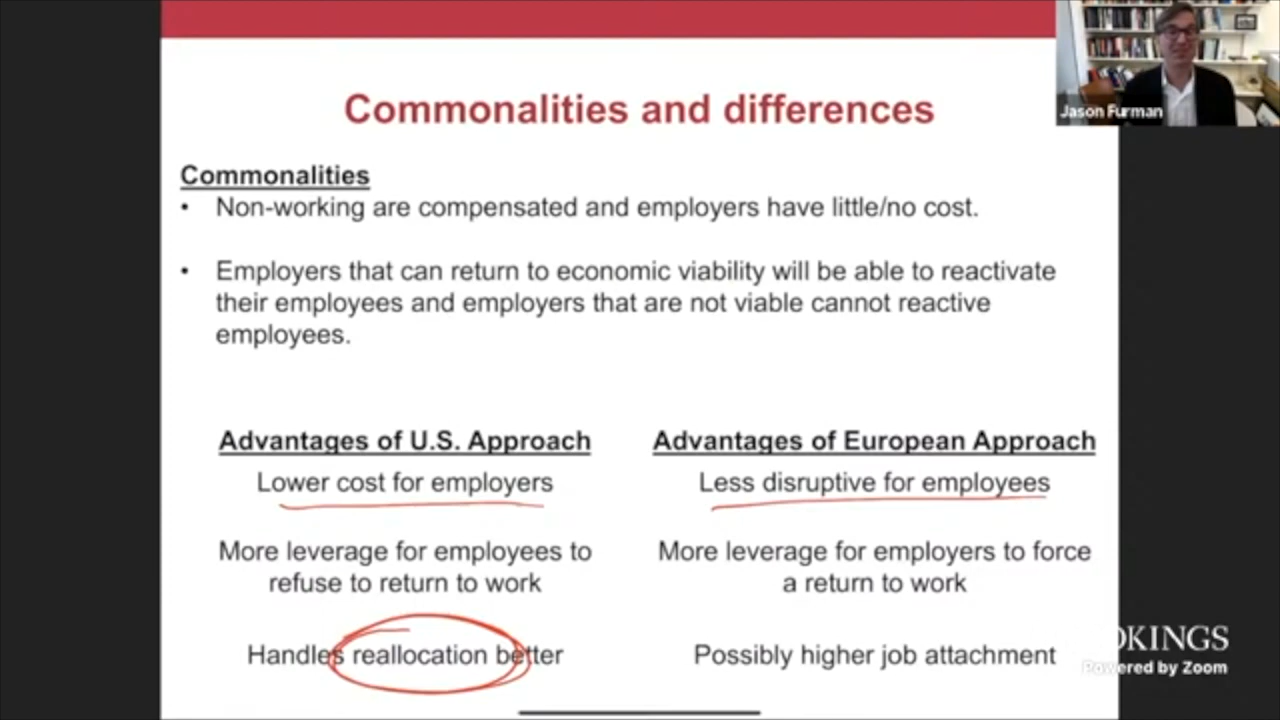 Commonalities and differences
Jason Furman
Commonalities
• Non-working are compensated and employers have little/no cost.
• Employers that can return to economic viability will be able to reactivate
their employees and employers that are not viable cannot reactive
employees.
Advantages of U.S. Approach
Lower cost for employers
More leverage for employees to
refuse to return to work
Handles reallocation better
Advantages of European Approach
Less disruptive for employees
More leverage for employers to force
a return to work
Possibly higher job attachment
OKINGS
Powered by Zoom